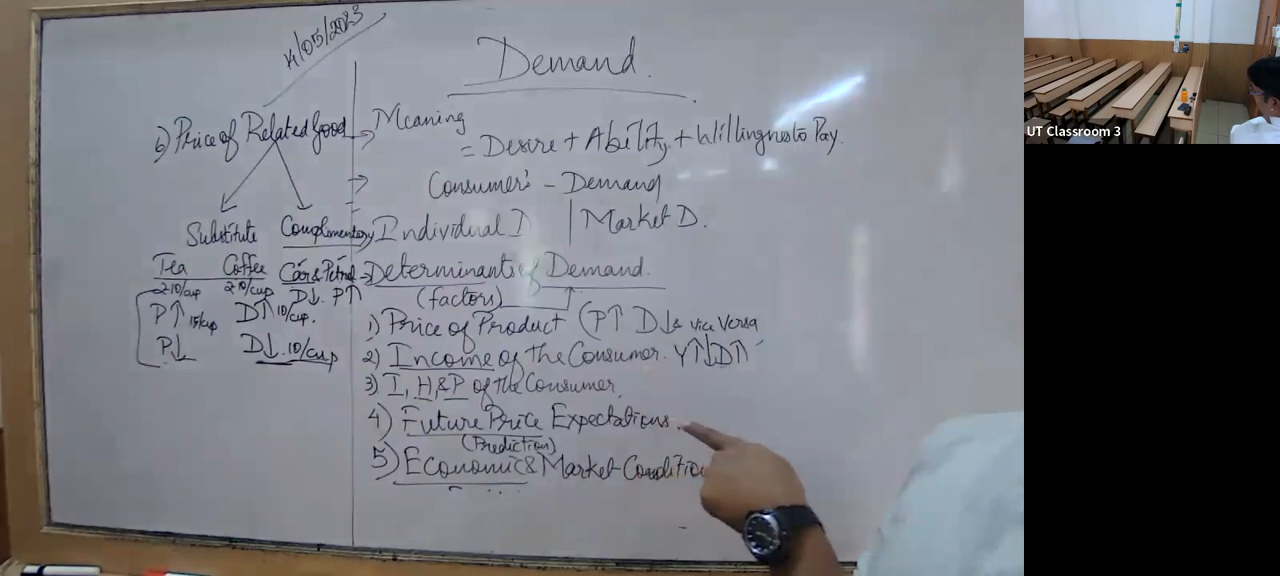 /05/2023
Demand.
6) Price of Related Good
Substitute Complimentary
Tea Coffee Car & Petrol
10/cup 10/cup D↓ P↑
P↑ 15/cup D↑ 10/cup.
P↓ D↓ 10/cup
→ Meaning
= Desire + Ability + Willingness to Pay.
→ Consumer's - Demand
Individual D | Market D.
Determinants of Demand.
(factors)
1) Price of Product (P↑ D↓ & vice Versa
2) Income of the Consumer. Y↑↓D↑
3) I, H, & P of the Consumer.
4) Future Price Expectations.
(Prediction)
5) Economic & Market Condition
UT Classroom 3